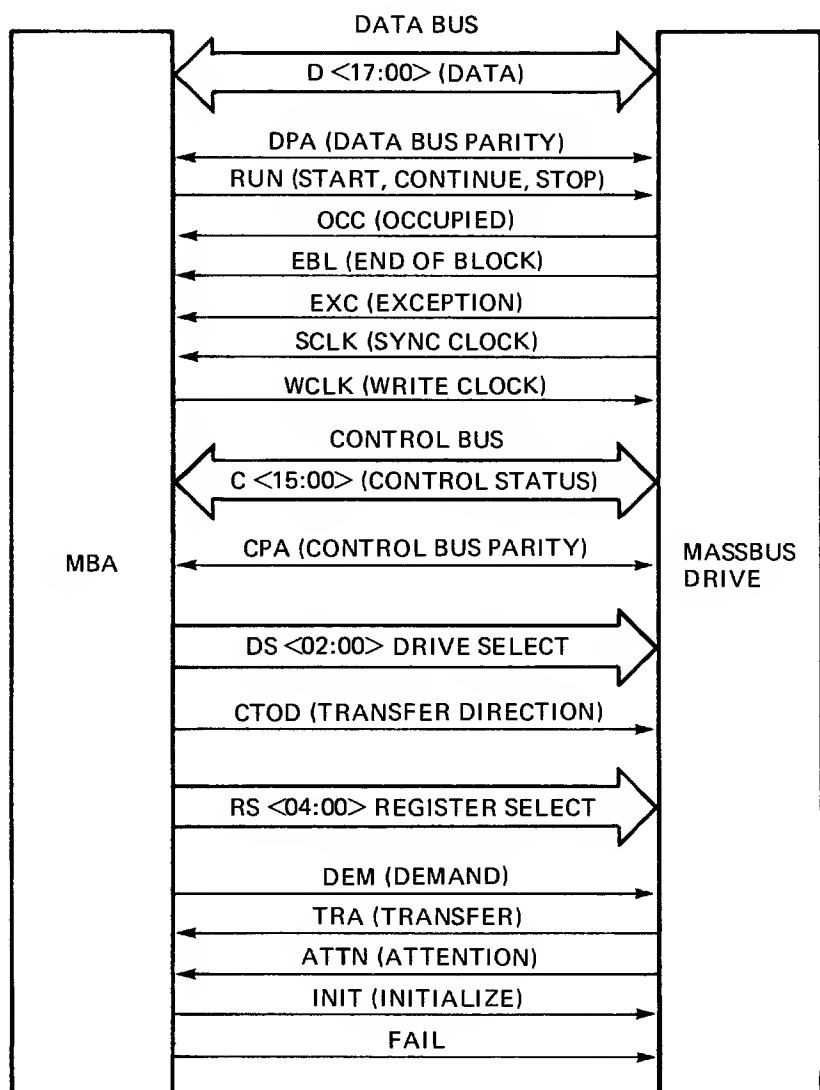 DATA BUS
D <17:00> (DATA)
DPA (DATA BUS PARITY)
RUN (START, CONTINUE, STOP)
OCC (OCCUPIED)
EBL (END OF BLOCK)
EXC (EXCEPTION)
SCLK (SYNC CLOCK)
WCLK (WRITE CLOCK)
CONTROL BUS
C <15:00> (CONTROL STATUS)
CPA (CONTROL BUS PARITY)
MBA
MASSBUS
DRIVE
DS <02:00> DRIVE SELECT
CTOD (TRANSFER DIRECTION)
RS <04:00> REGISTER SELECT
DEM (DEMAND)
TRA (TRANSFER)
ATTN (ATTENTION)
INIT (INITIALIZE)
FAIL